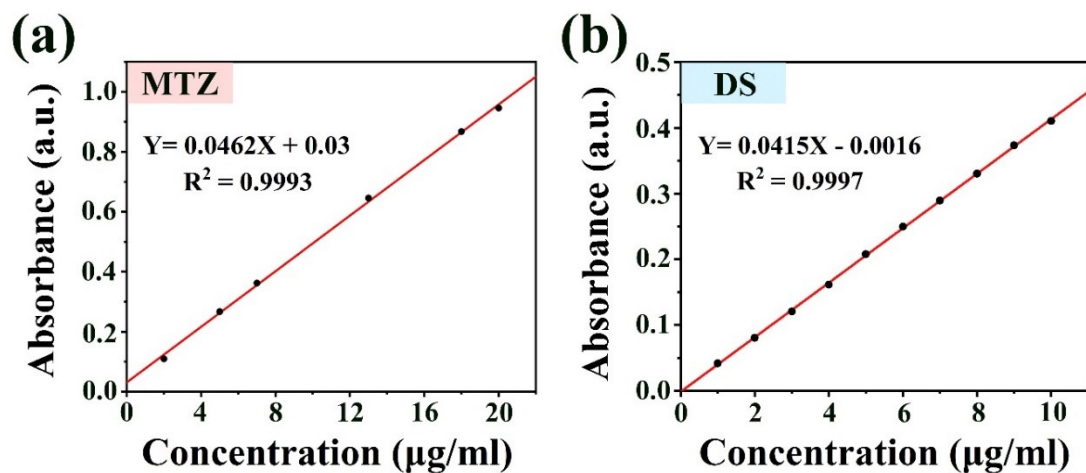 (a)
MTZ
Y= 0.0462X + 0.03
R² = 0.9993
Absorbance (a.u.)
1.0
0.8
0.6
0.4
0.2
0.0
0 4 8 12 16 20
Concentration (μg/ml)
(b)
DS
Y= 0.0415X - 0.0016
R² = 0.9997
Absorbance (a.u.)
0.5
0.4
0.3
0.2
0.1
0.0
0 2 4 6 8 10
Concentration (μg/ml)